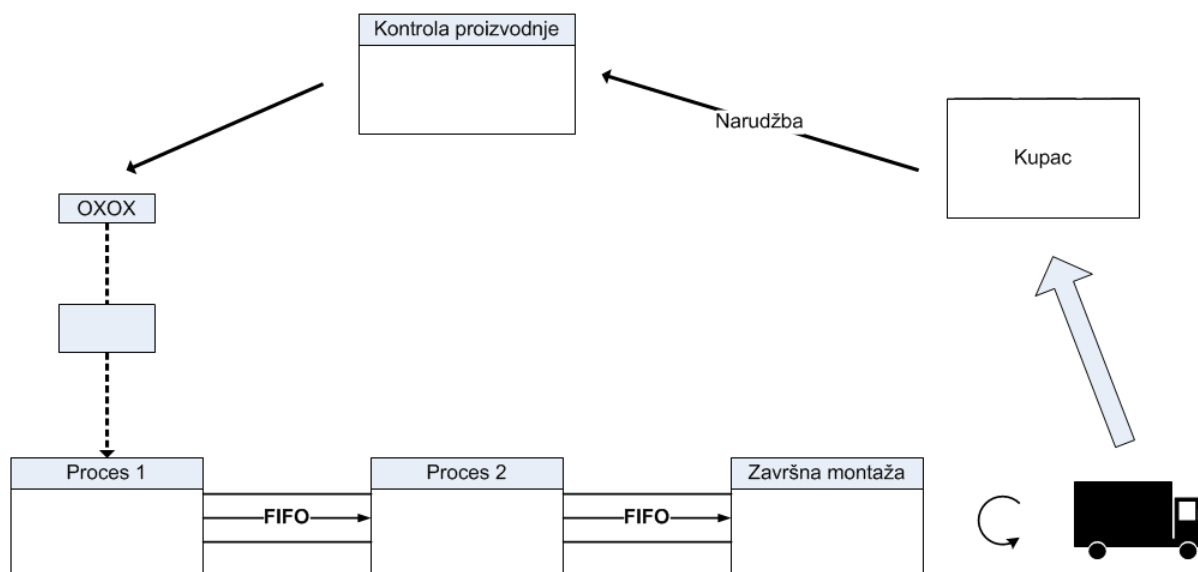 Kontrola proizvodnje
Narudžba
Kupac
OXOX
Proces 1
FIFO
Proces 2
FIFO
Završna montaža